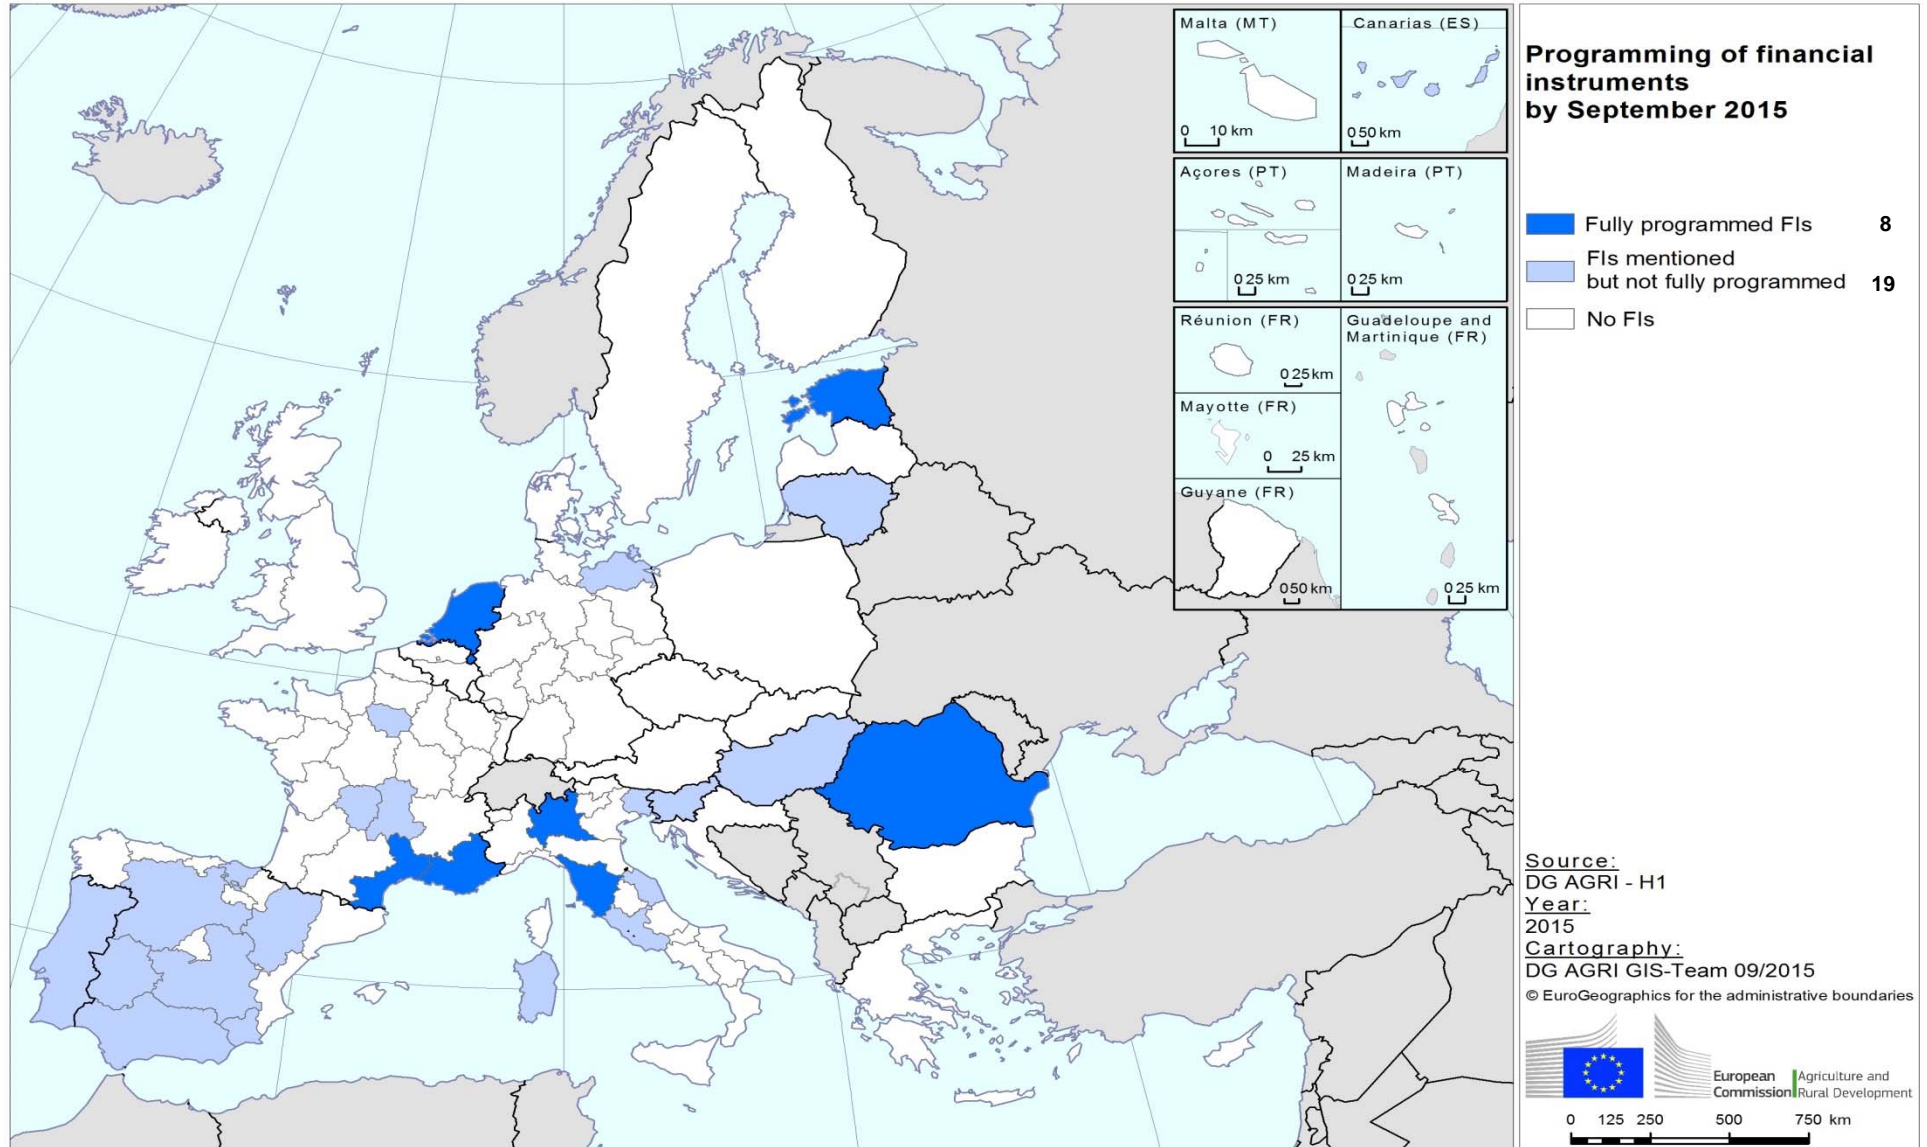 Malta (MT)
0 10 km
Canarias (ES)
0 50 km
Açores (PT)
0 25 km
Madeira (PT)
0 25 km
Réunion (FR)
0 25 km
Mayotte (FR)
0 25 km
Guyane (FR)
0 50 km
Guadeloupe and
Martinique (FR)
0 25 km
Programming of financial
instruments
by September 2015
Fully programmed FIs 8
FIs mentioned
but not fully programmed 19
No FIs
Source:
DG AGRI - H1
Year:
2015
Cartography:
DG AGRI GIS-Team 09/2015
© EuroGeographics for the administrative boundaries
European
Commission
Agriculture and
Rural Development
0 125 250 500 750 km